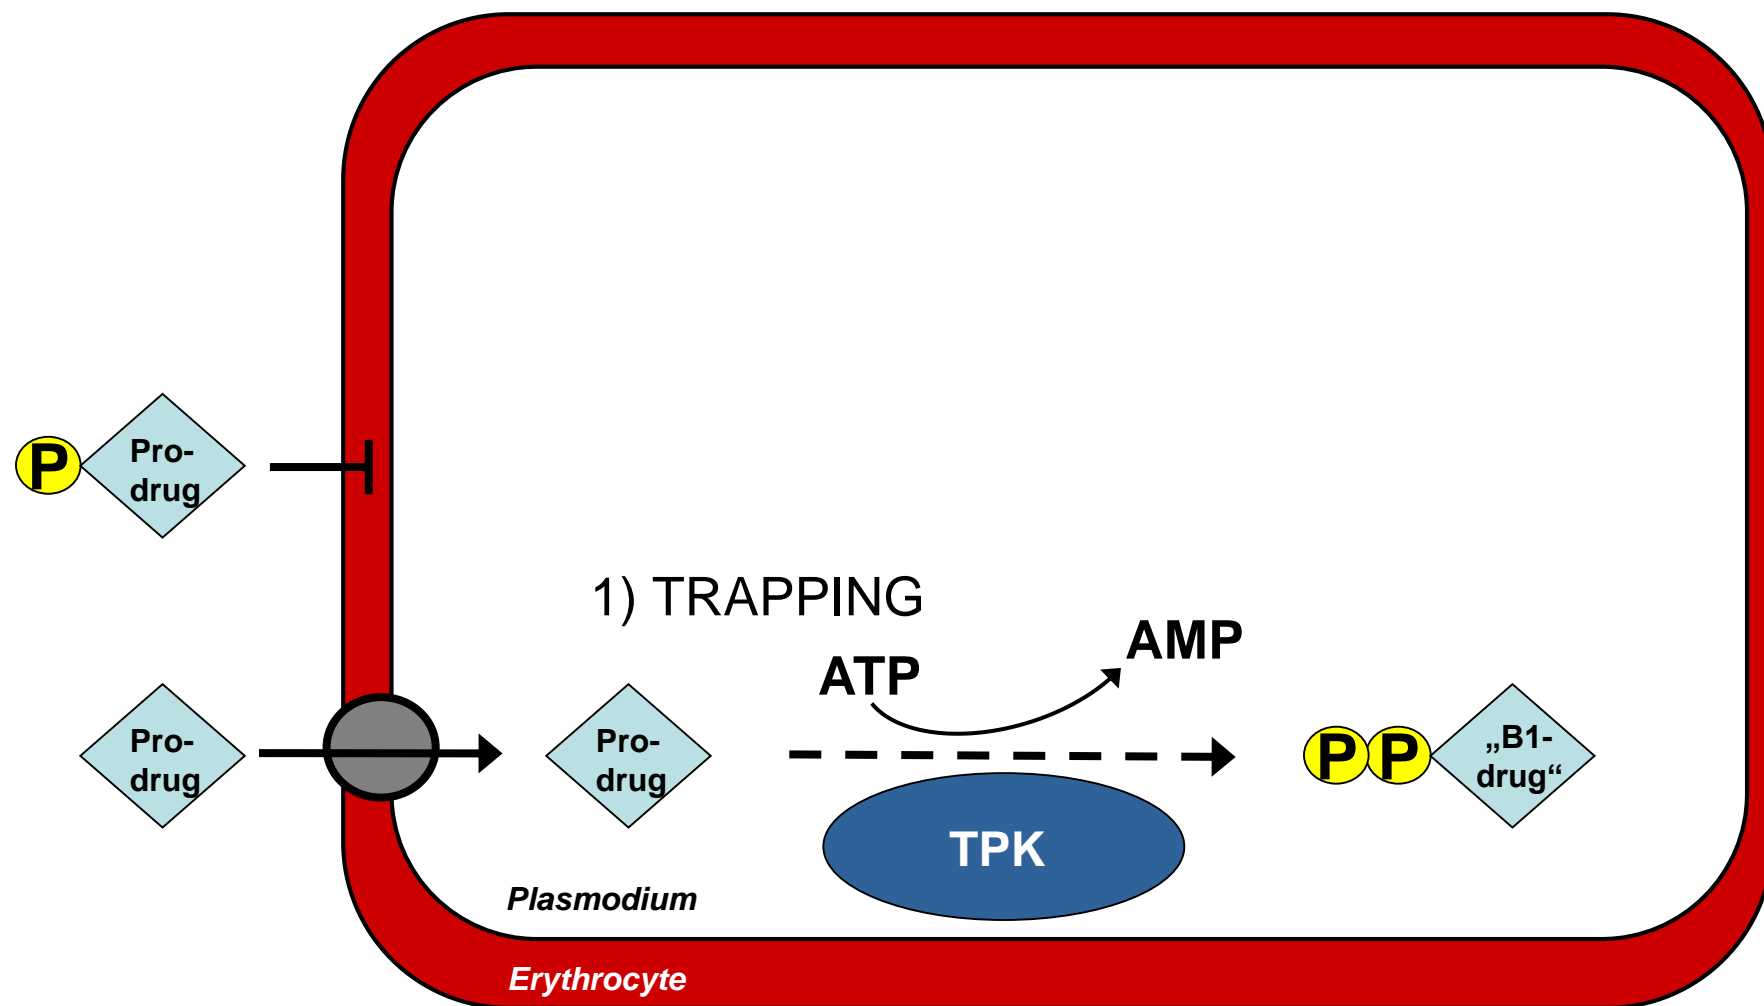 P
Pro-
drug
1) TRAPPING
ATP
AMP
Pro-
drug
Pro-
drug
P P
„B1-
drug“
TPK
Plasmodium
Erythrocyte